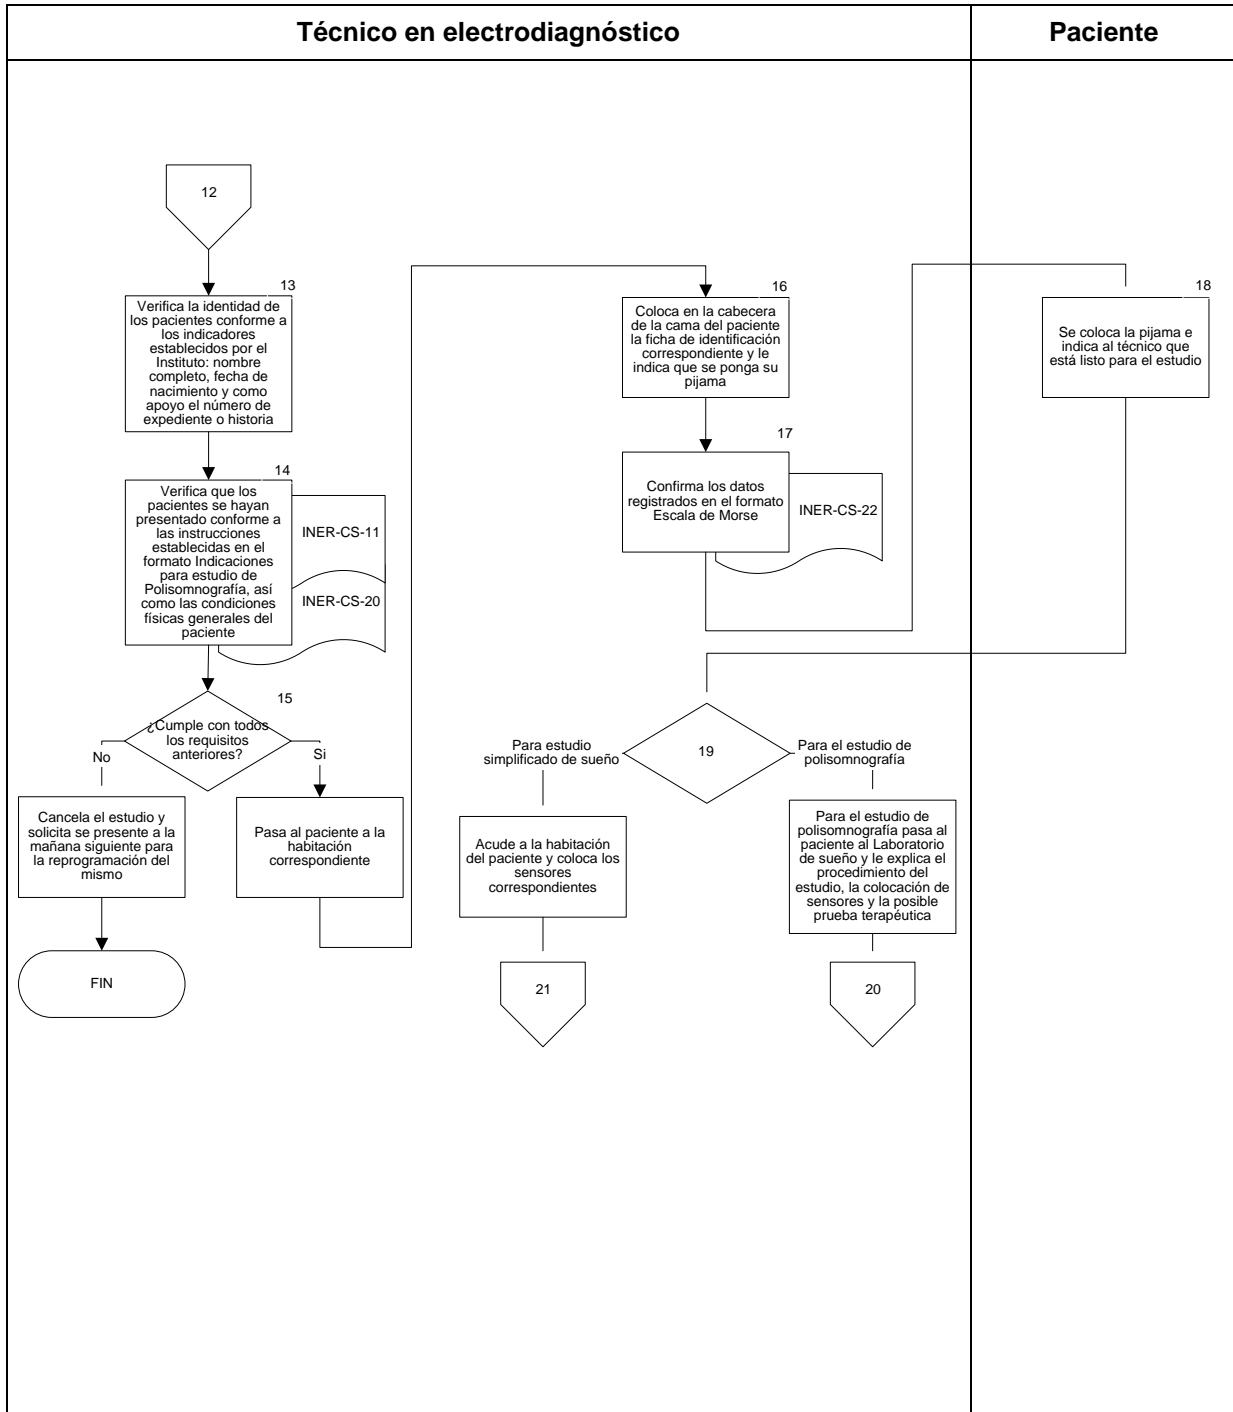 Técnico en electrodiagnóstico
Paciente
12
13
Verifica la identidad de
los pacientes conforme a
los indicadores
establecidos por el
Instituto: nombre
completo, fecha de
nacimiento y como
apoyo el número de
expediente o historia
14
Verifica que los
pacientes se hayan
presentado conforme a
las instrucciones
establecidas en el
formato Indicaciones
para estudio de
Polisomnografía, así
como las condiciones
físicas generales del
paciente
INER-CS-11
INER-CS-20
15
¿Cumple con todos
los requisitos
anteriores?
No
Si
Cancela el estudio y
solicita se presente a la
mañana siguiente para
la reprogramación del
mismo
Pasa al paciente a la
habitación
correspondiente
FIN
16
Coloca en la cabecera
de la cama del paciente
la ficha de identificación
correspondiente y le
indica que se ponga su
pijama
17
Confirma los datos
registrados en el formato
Escala de Morse
INER-CS-22
18
Se coloca la pijama e
indica al técnico que
está listo para el estudio
19
Para estudio
simplificado de sueño
Para el estudio de
polisomnografía
Acude a la habitación
del paciente y coloca los
sensores
correspondientes
Para el estudio de
polisomnografía pasa al
paciente al Laboratorio
de sueño y le explica el
procedimiento del
estudio, la colocación de
sensores y la posible
prueba terapéutica
21
20